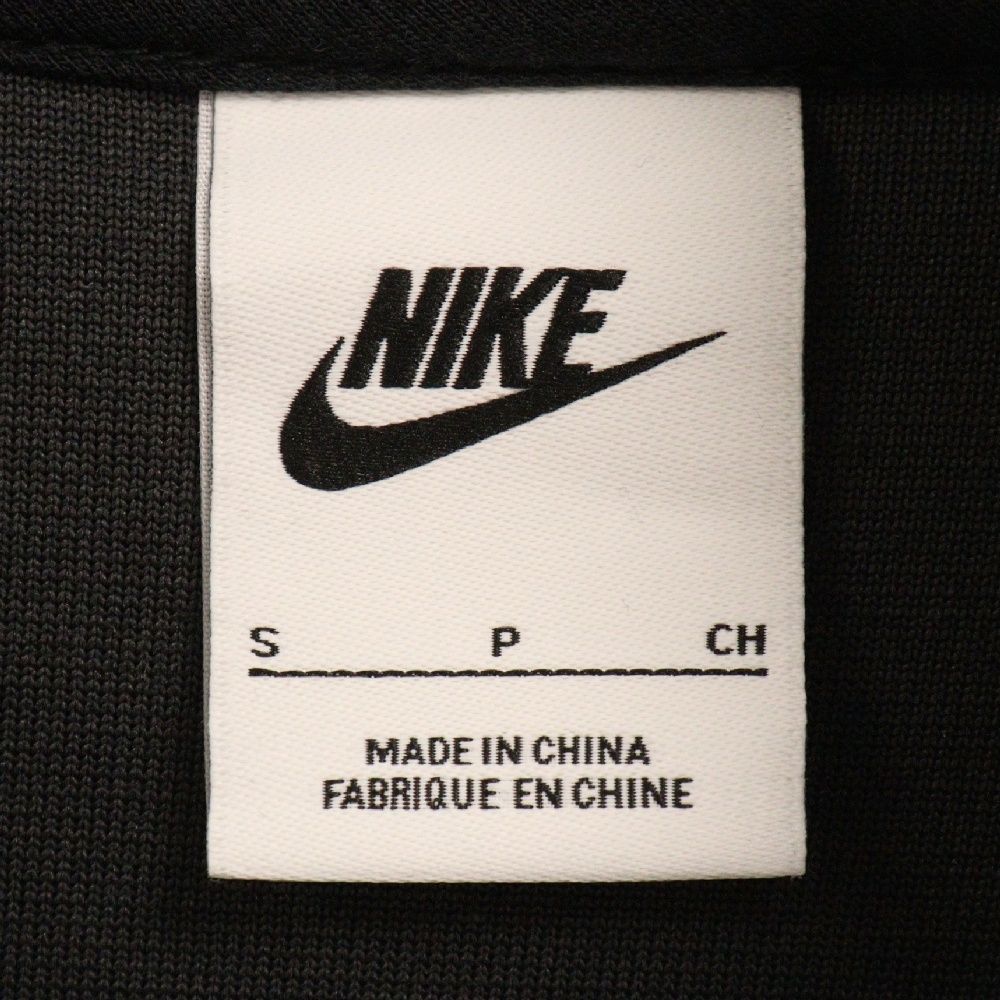 NIKE
S P CH
MADE IN CHINA
FABRIQUE EN CHINE